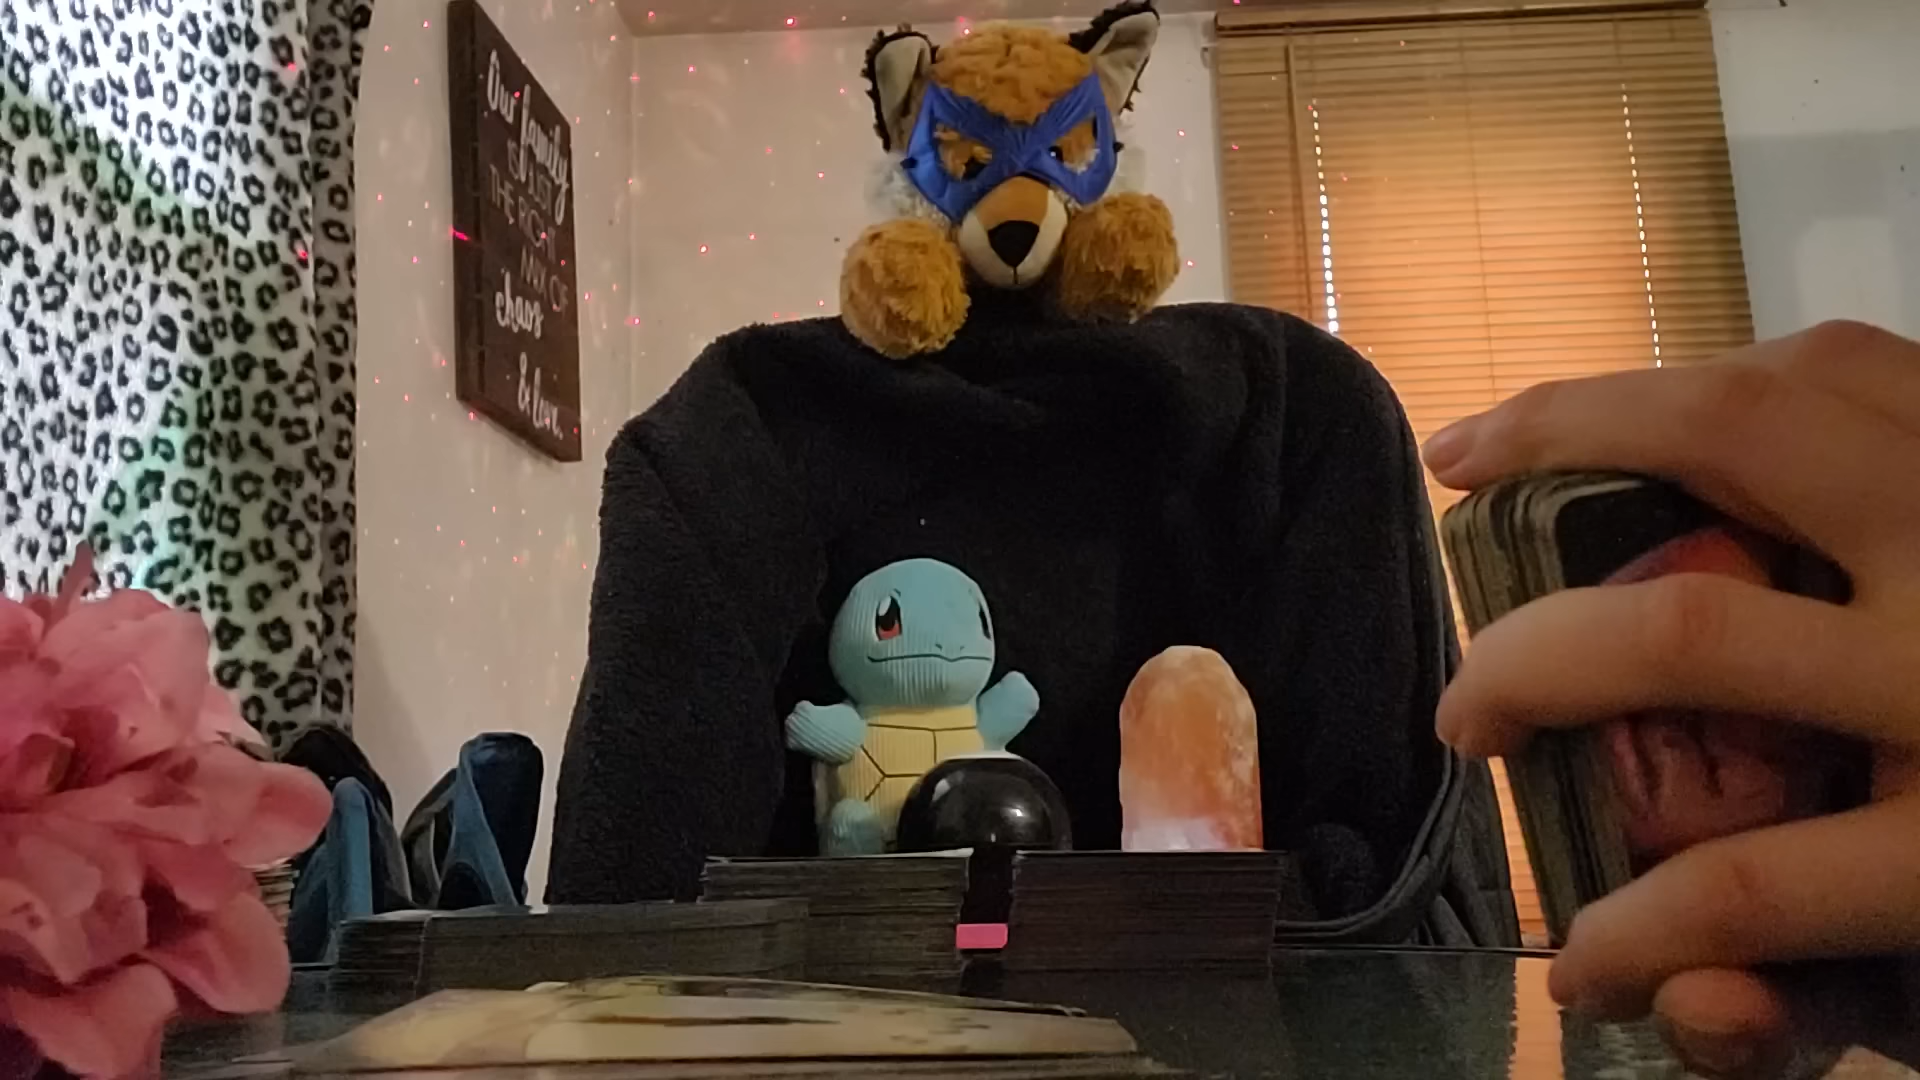 Our family
IS JUST
THE RIGHT
MIX OF
chaos
& love.